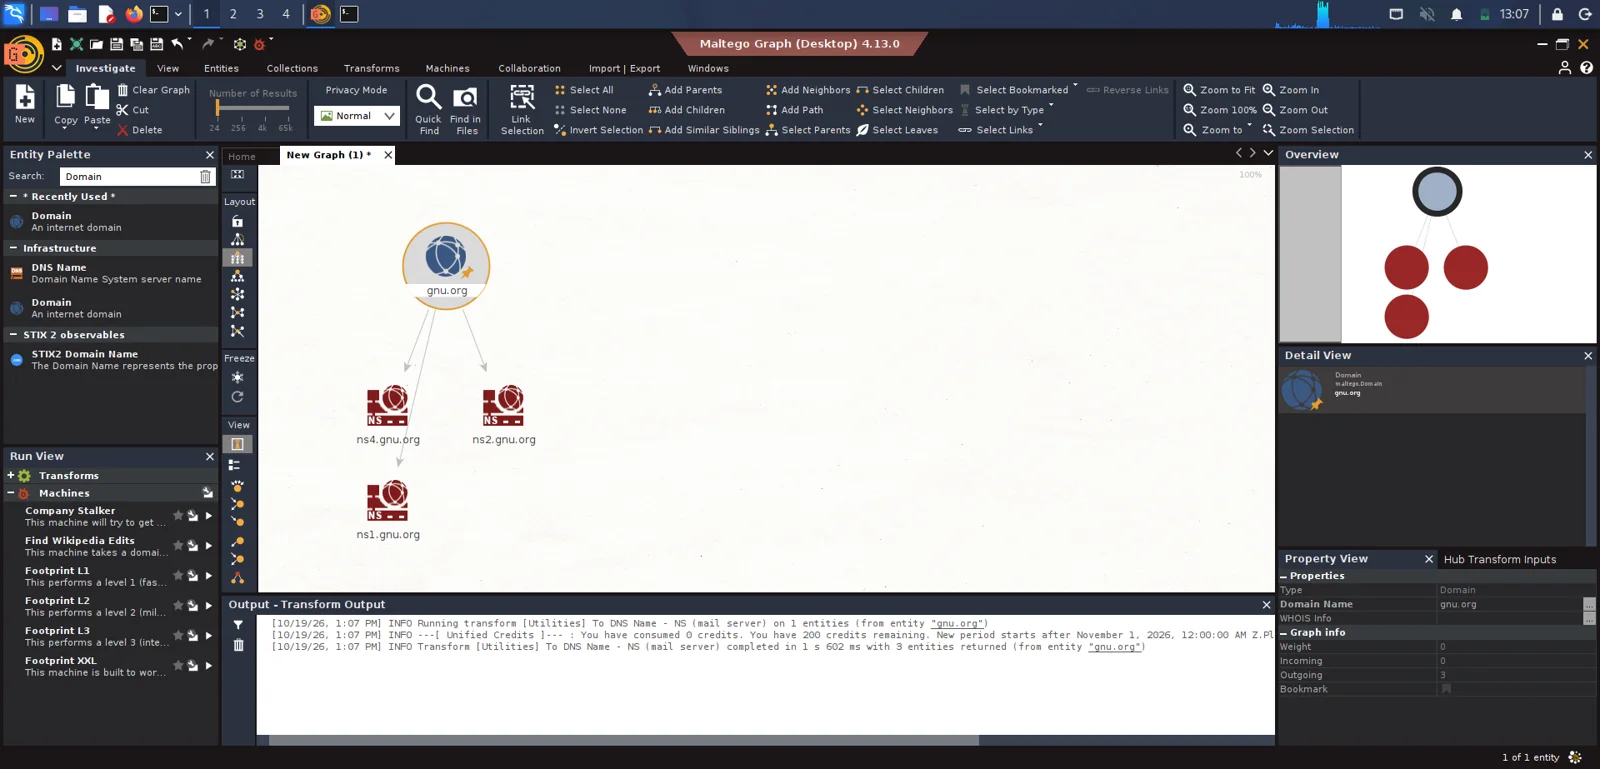 1 2 3 4 13:07
Maltego Graph (Desktop) 4.13.0
Investigate View Entities Collections Transforms Machines Collaboration Import | Export Windows
New
Copy
Paste
Clear Graph
Cut
Delete
Number of Results
24 256 4k 65k
Privacy Mode
Normal
Quick
Find
Find in
Files
Link
Selection
Select All
Select None
Invert Selection
Add Parents
Add Children
Add Similar Siblings
Add Neighbors
Add Path
Select Parents
Select Children
Select Neighbors
Select Leaves
Select Bookmarked
Select by Type
Select Links
Reverse Links
Zoom to Fit
Zoom 100%
Zoom to
Zoom In
Zoom Out
Zoom Selection
Entity Palette
Search: Domain
* Recently Used *
Domain
An internet domain
Infrastructure
DNS Name
Domain Name System server name
Domain
An internet domain
STIX 2 observables
STIX2 Domain Name
The Domain Name represents the prop
Run View
Transforms
Machines
Company Stalker
This machine will try to get ...
Find Wikipedia Edits
This machine takes a domai...
Footprint L1
This performs a level 1 (fas...
Footprint L2
This performs a level 2 (mil...
Footprint L3
This performs a level 3 (inte...
Footprint XXL
This machine is built to wor...
Home
New Graph (1) *
Layout
Freeze
View
100%
gnu.org
NS
ns4.gnu.org
NS
ns2.gnu.org
NS
ns1.gnu.org
Output - Transform Output
[10/19/26, 1:07 PM] INFO Running transform [Utilities] To DNS Name - NS (mail server) on 1 entities (from entity "gnu.org")
[10/19/26, 1:07 PM] INFO ---[ Unified Credits ]--- : You have consumed 0 credits. You have 200 credits remaining. New period starts after November 1, 2026, 12:00:00 AM Z.Pl
[10/19/26, 1:07 PM] INFO Transform [Utilities] To DNS Name - NS (mail server) completed in 1 s 602 ms with 3 entities returned (from entity "gnu.org")
Overview
Detail View
Domain
maltego.Domain
gnu.org
Property View
Hub Transform Inputs
Properties
Type Domain
Domain Name gnu.org
WHOIS Info
Graph info
Weight 0
Incoming 0
Outgoing 3
Bookmark
1 of 1 entity